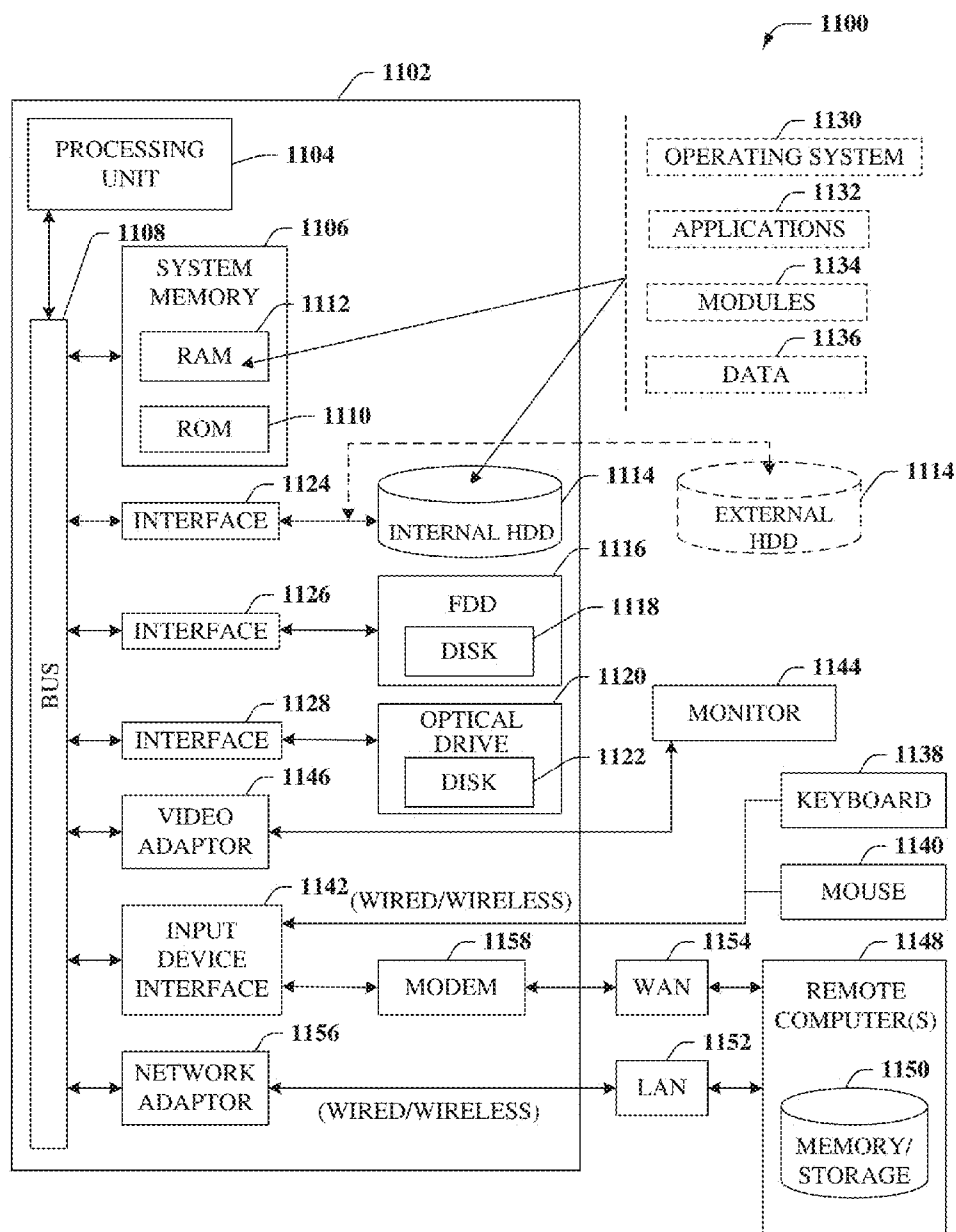 1100
1102
PROCESSING
UNIT
1104
1108
1106
SYSTEM
MEMORY
1112
RAM
1110
ROM
1130
OPERATING SYSTEM
1132
APPLICATIONS
1134
MODULES
1136
DATA
BUS
1124
INTERFACE
1114
INTERNAL HDD
1114
EXTERNAL
HDD
1126
INTERFACE
1116
FDD
1118
DISK
1128
INTERFACE
1120
OPTICAL
DRIVE
1122
DISK
1144
MONITOR
1146
VIDEO
ADAPTOR
1138
KEYBOARD
1140
MOUSE
1142
(WIRED/WIRELESS)
INPUT
DEVICE
INTERFACE
1158
MODEM
1154
WAN
1148
REMOTE
COMPUTER(S)
1156
NETWORK
ADAPTOR
(WIRED/WIRELESS)
1152
LAN
1150
MEMORY/
STORAGE